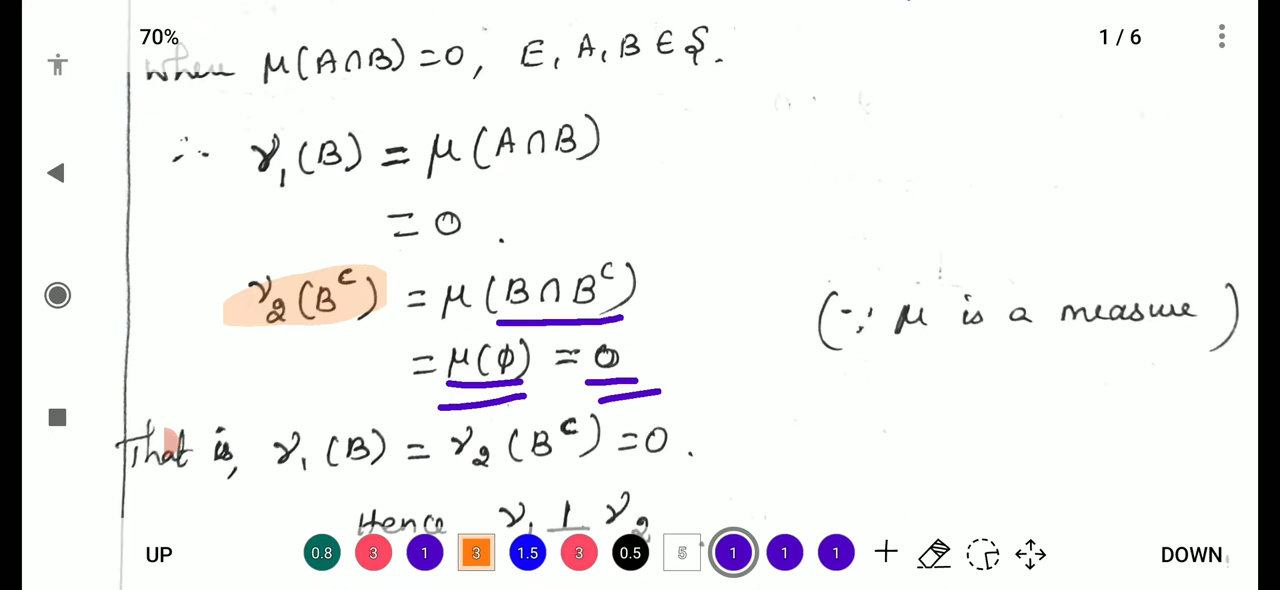 70%
1 / 6
when μ(A∩B)=0, E, A, B ∈ S.
∴ ν₁(B) = μ(A∩B)
= 0.
ν₂(Bᶜ) = μ(B∩Bᶜ) (∵ μ is a measure)
= μ(φ) = 0
That is, ν₁(B) = ν₂(Bᶜ) = 0.
Hence ν₁ ⊥ ν₂
UP 0.8 3 1 3 1.5 3 0.5 5 1 1 1 DOWN